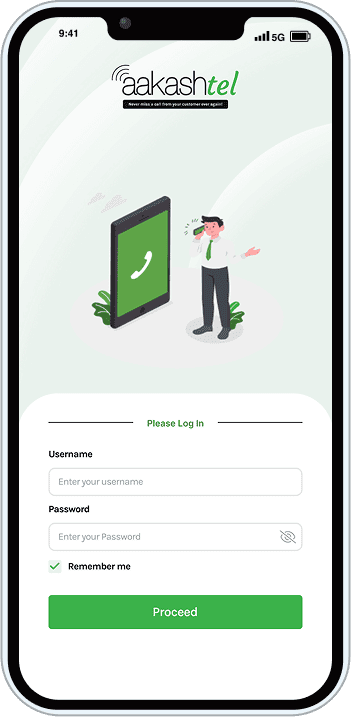 9:41
5G
aakashtel
Never miss a call from your customer ever again!
Please Log In
Username
Enter your username
Password
Enter your Password
Remember me
Proceed